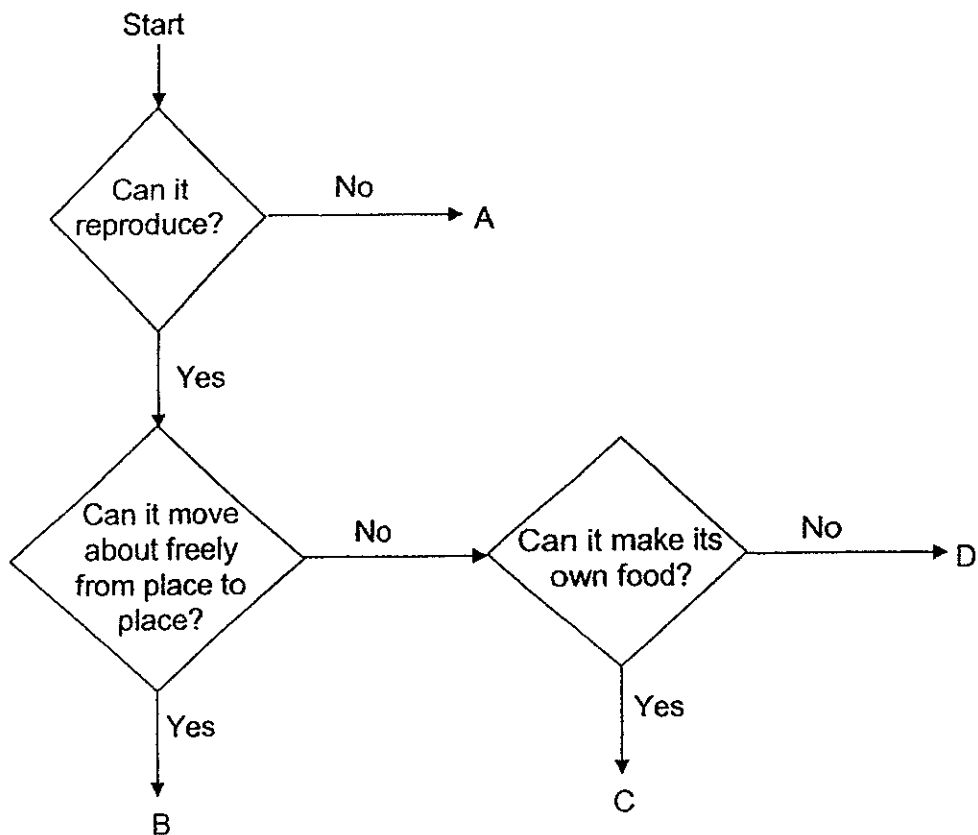 Start
Can it
reproduce?
No
A
Yes
Can it move
about freely
from place to
place?
No
Can it make its
own food?
No
D
Yes
B
Yes
C